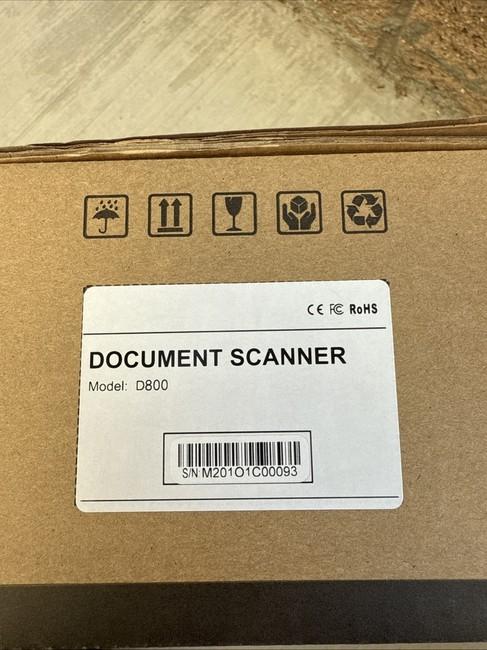 CE FC RoHS
DOCUMENT SCANNER
Model: D800
S/N M201O1C00093